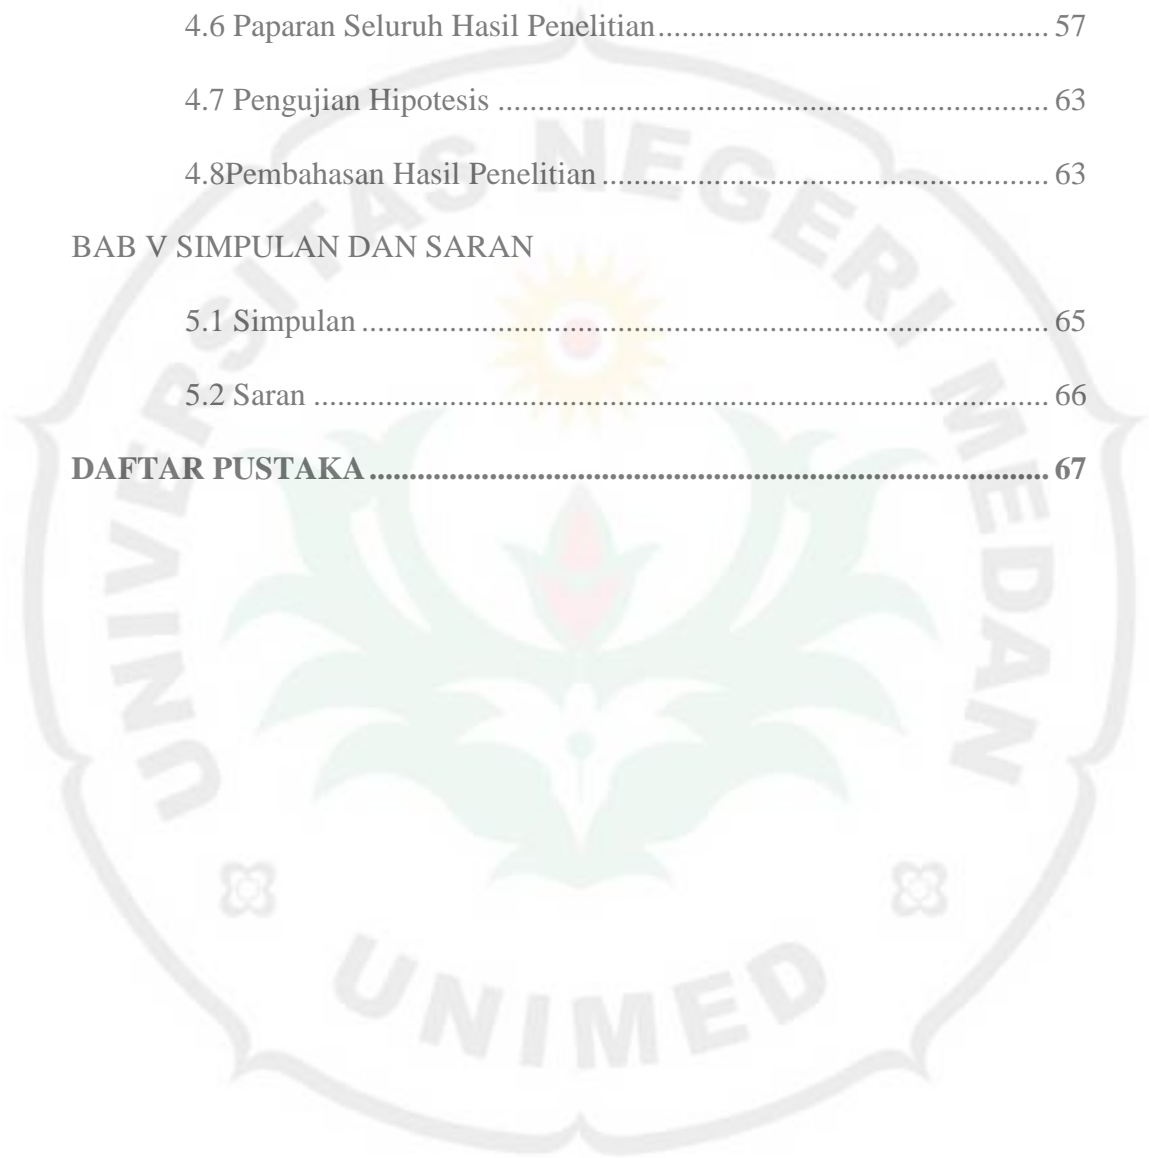 4.6 Paparan Seluruh Hasil Penelitian................................................ 57
4.7 Pengujian Hipotesis .................................................................... 63
4.8Pembahasan Hasil Penelitian ....................................................... 63
BAB V SIMPULAN DAN SARAN
5.1 Simpulan ..................................................................................... 65
5.2 Saran ........................................................................................... 66
DAFTAR PUSTAKA.................................................................................... 67
UNIVERSITAS NEGERI MEDAN
UNIMED